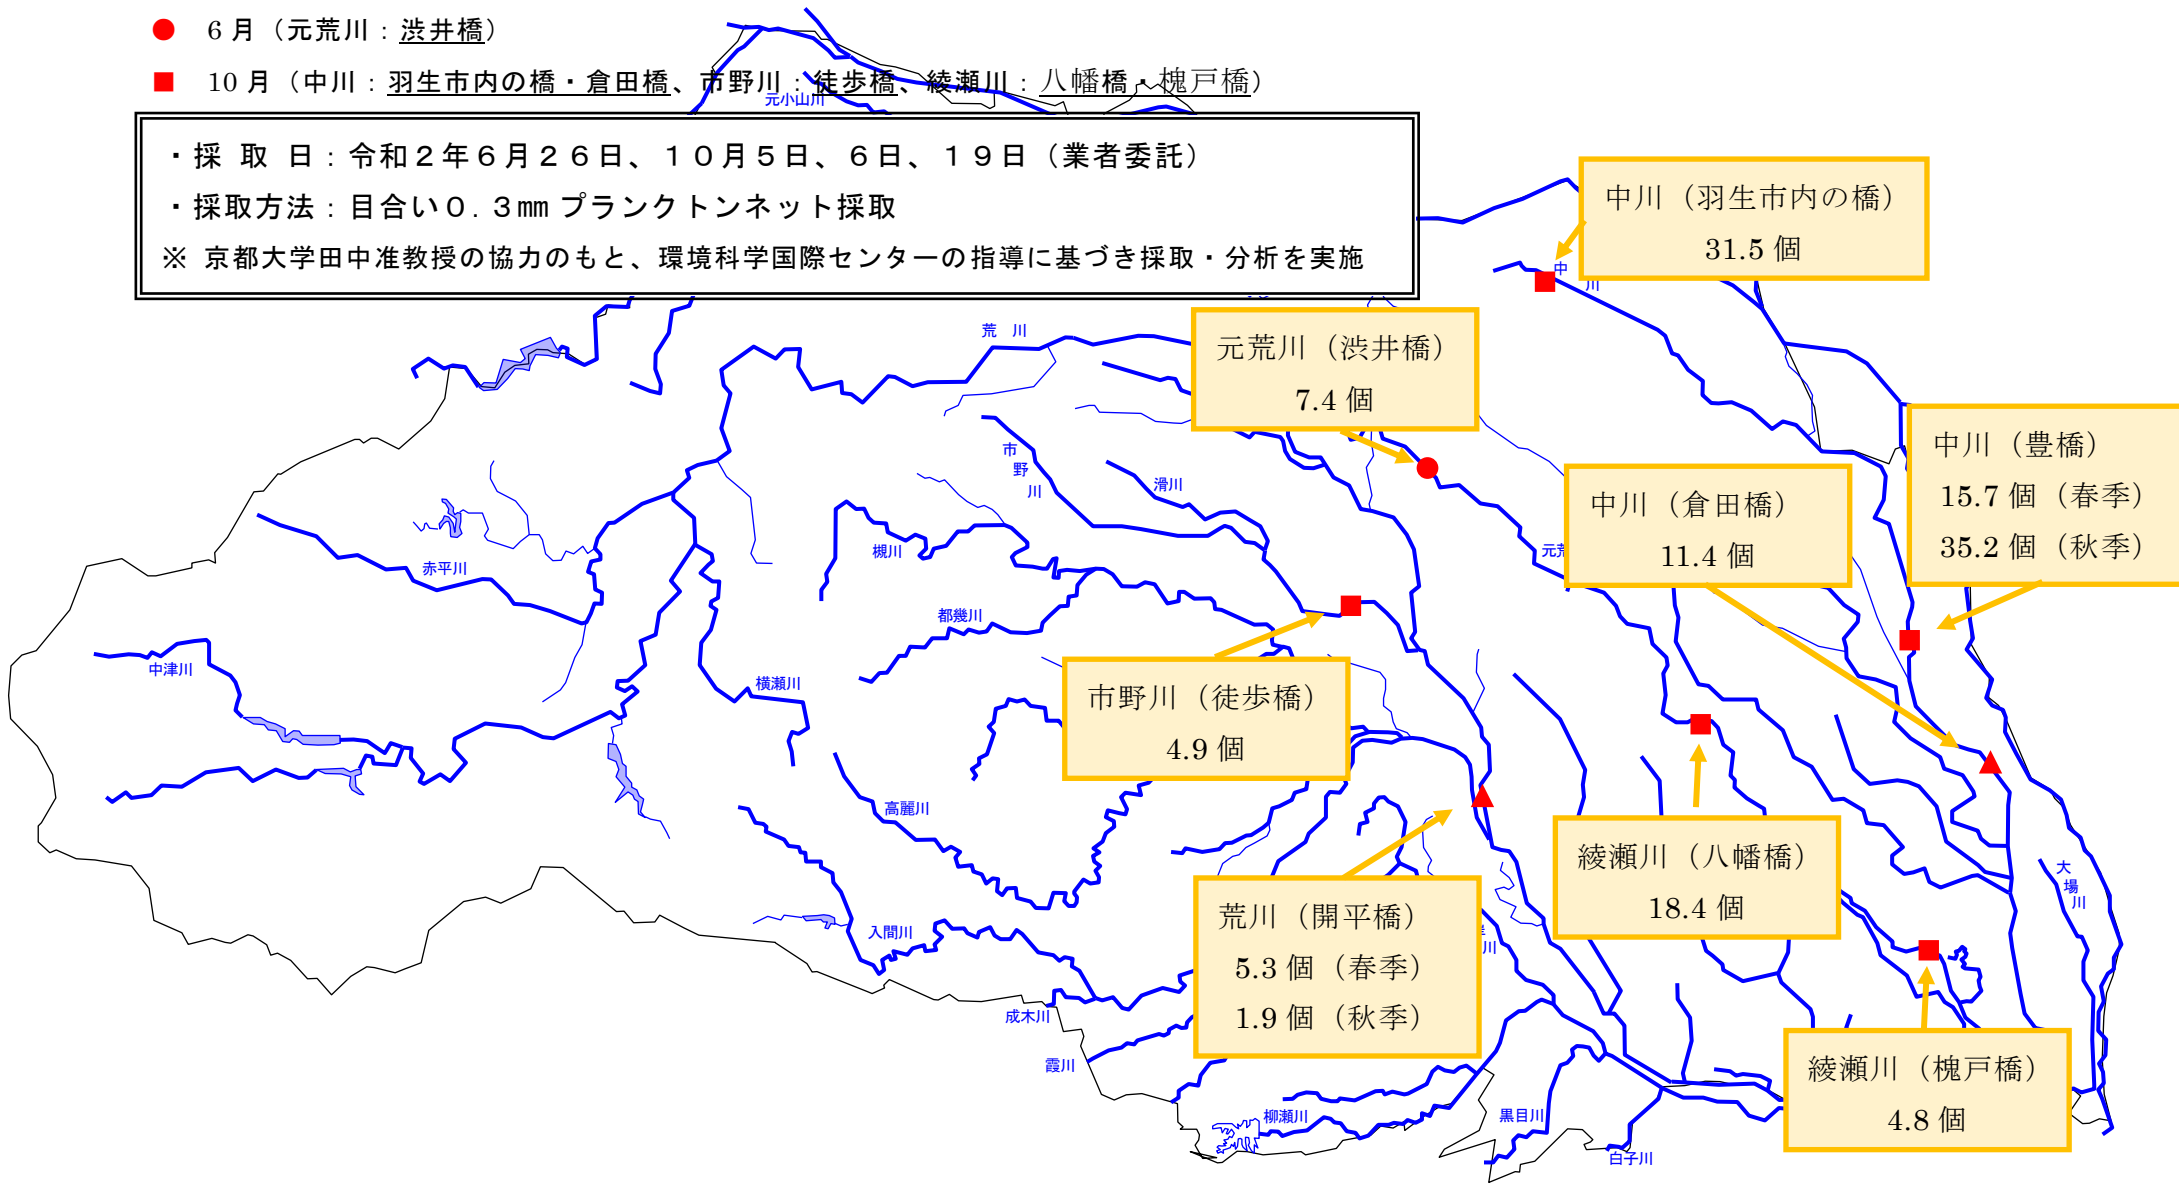 ● 6月（元荒川：渋井橋）
■ 10月（中川：羽生市内の橋・倉田橋、市野川：徒歩橋、綾瀬川：八幡橋・槐戸橋）
元小山川
・採 取 日：令和２年６月２６日、１０月５日、６日、１９日（業者委託）
・採取方法：目合い０．３㎜ プランクトンネット採取
※ 京都大学田中准教授の協力のもと、環境科学国際センターの指導に基づき採取・分析を実施
中川（羽生市内の橋）
31.5 個
中川
荒川
元荒川（渋井橋）
7.4 個
中川（豊橋）
15.7 個（春季）
35.2 個（秋季）
市野川
滑川
中川（倉田橋）
11.4 個
槻川
元荒
赤平川
都幾川
中津川
横瀬川
市野川（徒歩橋）
4.9 個
高麗川
綾瀬川（八幡橋）
18.4 個
大場川
荒川（開平橋）
5.3 個（春季）
1.9 個（秋季）
入間川
川
成木川
霞川
綾瀬川（槐戸橋）
4.8 個
柳瀬川
黒目川
白子川